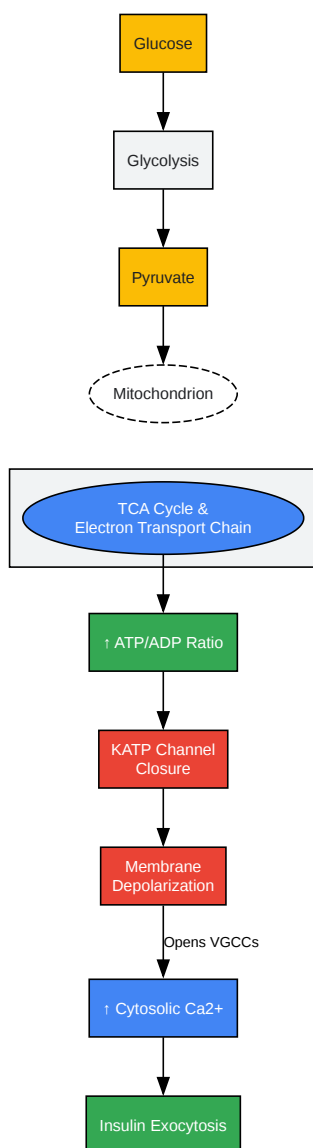 Glucose
Glycolysis
Pyruvate
Mitochondrion
TCA Cycle &
Electron Transport Chain
↑ ATP/ADP Ratio
KATP Channel
Closure
Membrane
Depolarization
Opens VGCCs
↑ Cytosolic Ca2+
Insulin Exocytosis